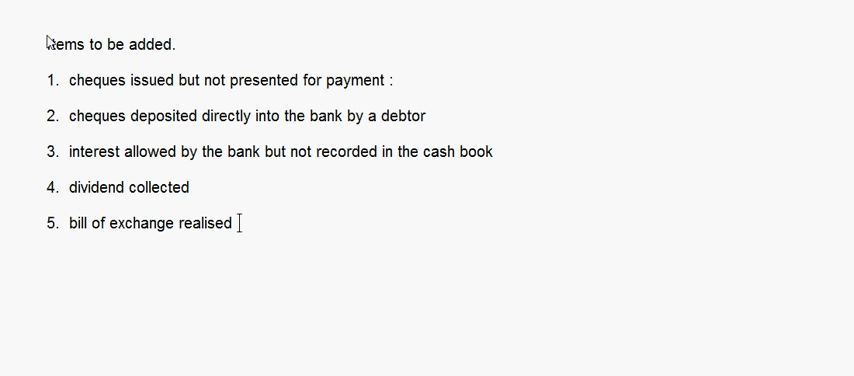 items to be added.
1. cheques issued but not presented for payment :
2. cheques deposited directly into the bank by a debtor
3. interest allowed by the bank but not recorded in the cash book
4. dividend collected
5. bill of exchange realised